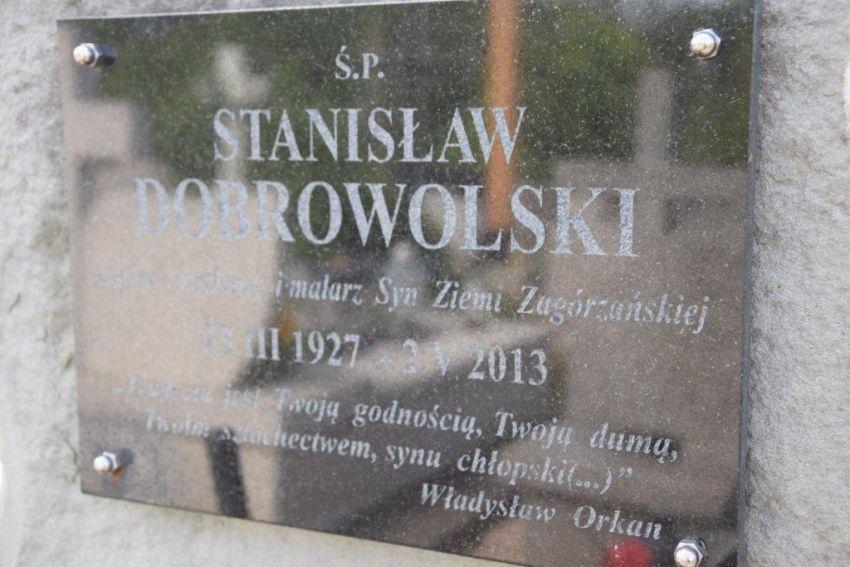 Ś.P.
STANISŁAW
DOBROWOLSKI
i malarz Syn Ziemi Zagórzańskiej
23 III 1927 - 2 V 2013
jest Twoją godnością, Twoją dumą,
Twoim szlachectwem, synu chłopski(...)”
Władysław Orkan